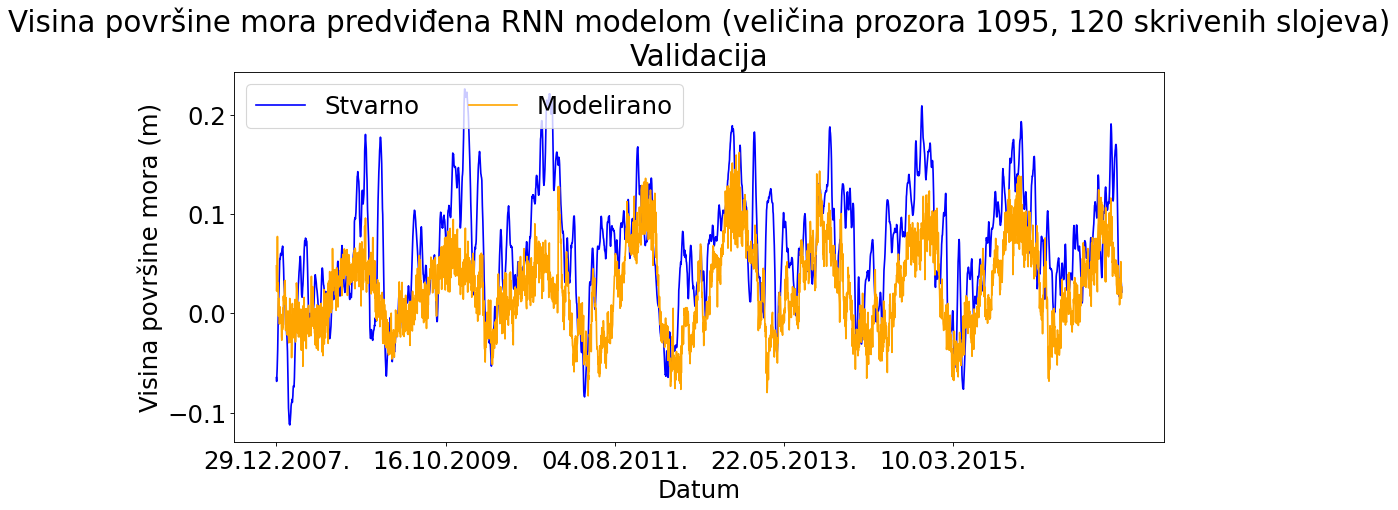 Visina površine mora predviđena RNN modelom (veličina prozora 1095, 120 skrivenih slojeva)
Validacija
Stvarno Modelirano
Visina površine mora (m)
0.2
0.1
0.0
−0.1
29.12.2007. 16.10.2009. 04.08.2011. 22.05.2013. 10.03.2015.
Datum